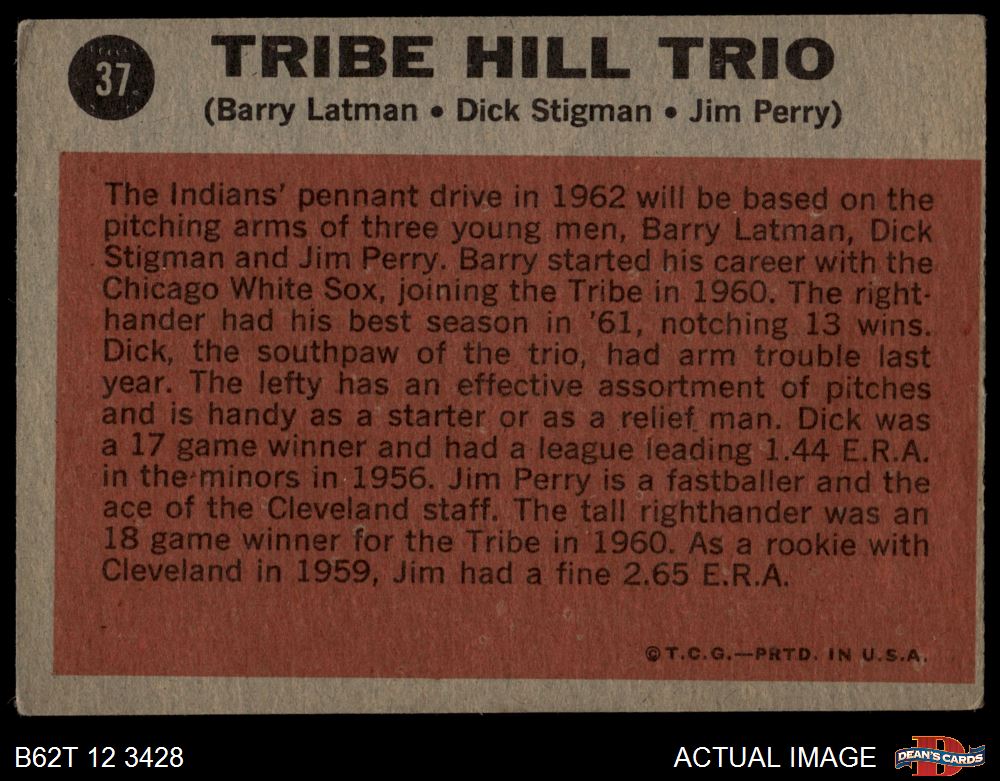 37
TRIBE HILL TRIO
(Barry Latman • Dick Stigman • Jim Perry)
The Indians' pennant drive in 1962 will be based on the
pitching arms of three young men, Barry Latman, Dick
Stigman and Jim Perry. Barry started his career with the
Chicago White Sox, joining the Tribe in 1960. The right-
hander had his best season in '61, notching 13 wins.
Dick, the southpaw of the trio, had arm trouble last
year. The lefty has an effective assortment of pitches
and is handy as a starter or as a relief man. Dick was
a 17 game winner and had a league leading 1.44 E.R.A.
in the minors in 1956. Jim Perry is a fastballer and the
ace of the Cleveland staff. The tall righthander was an
18 game winner for the Tribe in 1960. As a rookie with
Cleveland in 1959, Jim had a fine 2.65 E.R.A.
©T.C.G.—PRTD. IN U.S.A.
B62T 12 3428
ACTUAL IMAGE
D
DEAN'S CARDS